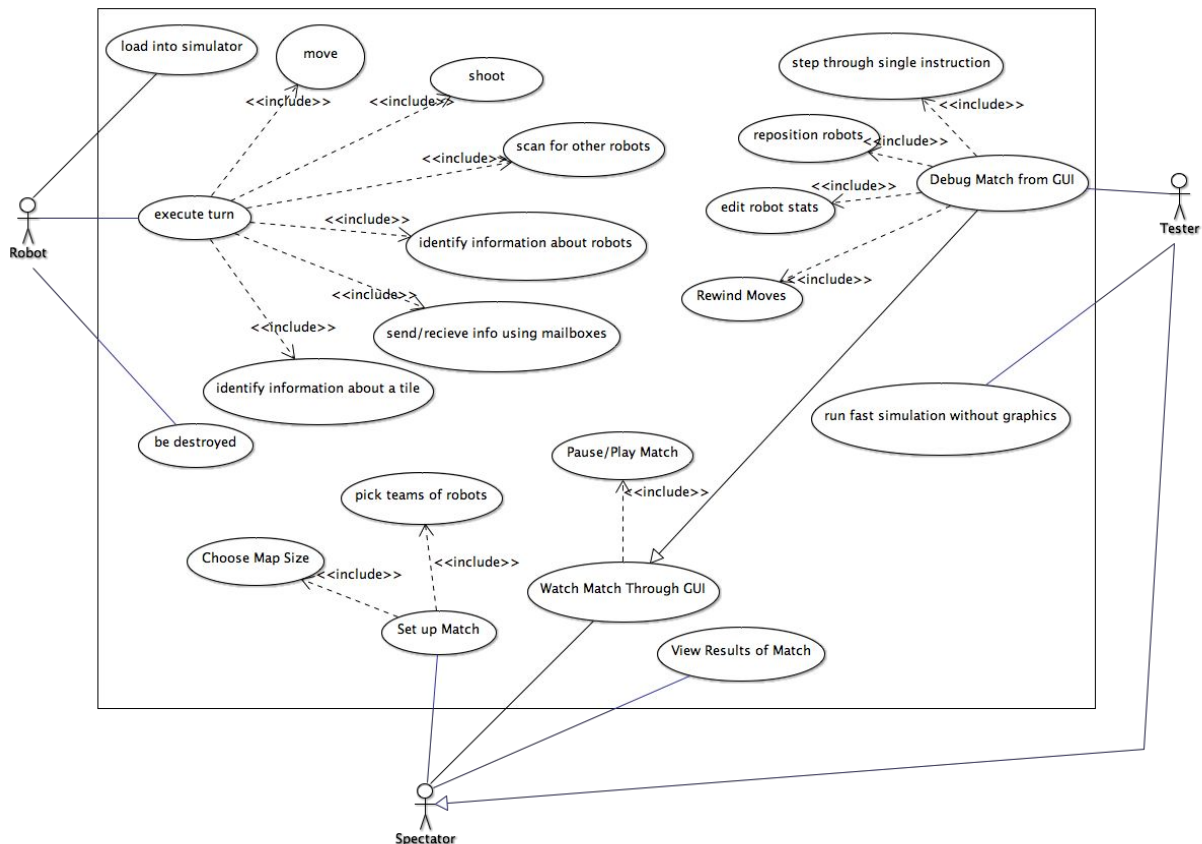 load into simulator
move
shoot
step through single instruction
<<include>>
<<include>>
<<include>>
scan for other robots
<<include>>
reposition robots
<<include>>
Debug Match from GUI
<<include>>
edit robot stats
execute turn
Robot
Tester
<<include>>
identify information about robots
<<include>>
<<include>>
Rewind Moves
<<include>>
send/recieve info using mailboxes
identify information about a tile
run fast simulation without graphics
be destroyed
Pause/Play Match
pick teams of robots
<<include>>
Choose Map Size
<<include>>
<<include>>
Watch Match Through GUI
Set up Match
View Results of Match
Spectator